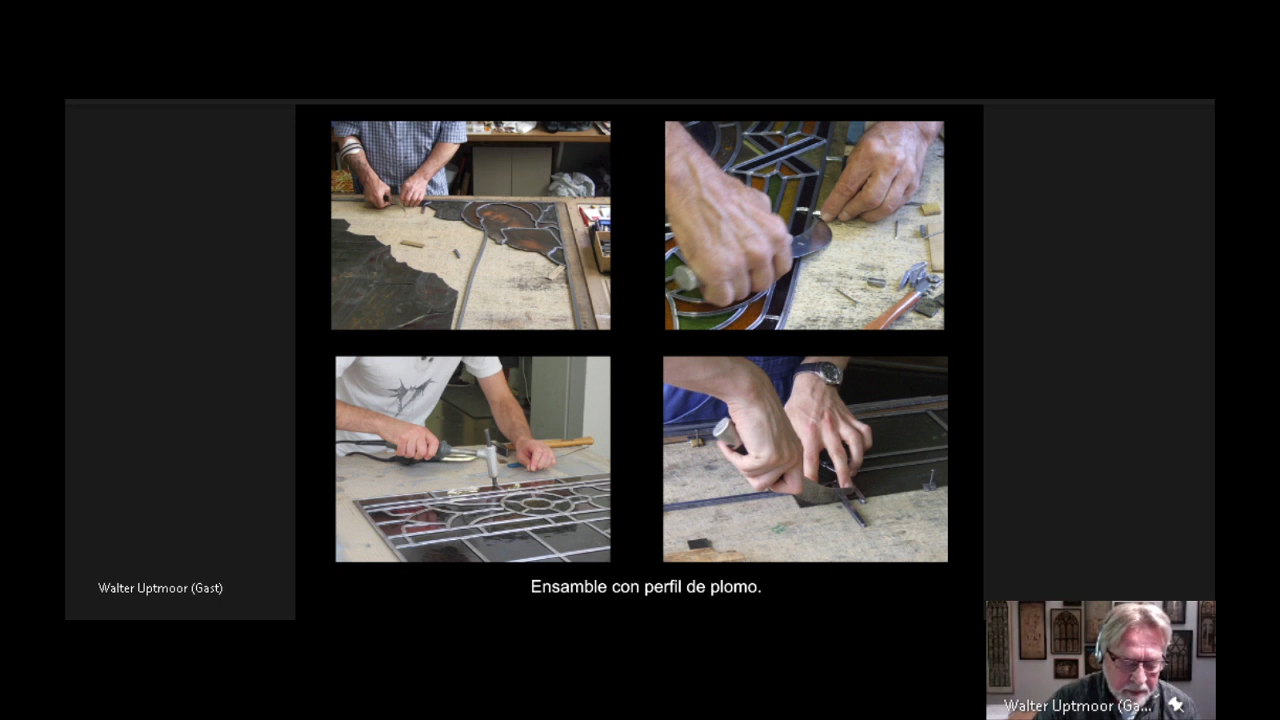 Walter Uptmoor (Gast)
Ensamble con perfil de plomo.
Walter Uptmoor (Ga...